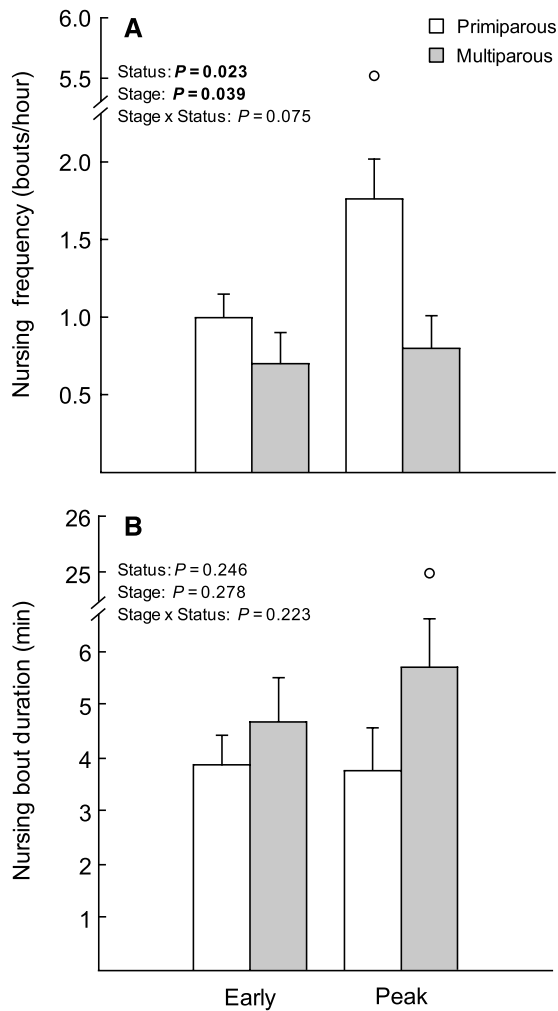 A
Primiparous
Multiparous
Status: P = 0.023
Stage: P = 0.039
Stage x Status: P = 0.075
Nursing frequency (bouts/hour)
6.0
5.5
2.0
1.5
1.0
0.5
B
Status: P = 0.246
Stage: P = 0.278
Stage x Status: P = 0.223
Nursing bout duration (min)
26
25
6
5
4
3
2
1
Early Peak